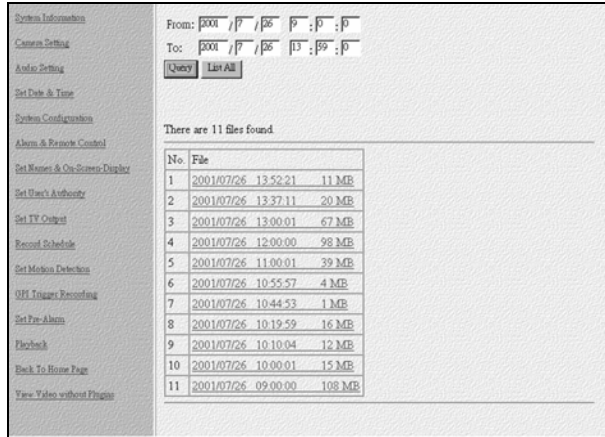 System Information
Camera Setting
Audio Setting
Set Date & Time
System Configuration
Alarm & Remote Control
Set Names & On-Screen-Display
Set User's Authority
Set TV Output
Record Schedule
Set Motion Detection
GPI Trigger Recording
Set Pre-Alarm
Playback
Back To Home Page
View Video without Plugins
From: 2001 / 7 / 26 9 : 0 : 0
To: 2001 / 7 / 26 13 : 59 : 0
Query List All
There are 11 files found.
No. File
1 2001/07/26 13:52:21 11 MB
2 2001/07/26 13:37:11 20 MB
3 2001/07/26 13:00:01 67 MB
4 2001/07/26 12:00:00 98 MB
5 2001/07/26 11:00:01 39 MB
6 2001/07/26 10:55:57 4 MB
7 2001/07/26 10:44:53 1 MB
8 2001/07/26 10:19:59 16 MB
9 2001/07/26 10:10:04 12 MB
10 2001/07/26 10:00:01 15 MB
11 2001/07/26 09:00:00 108 MB